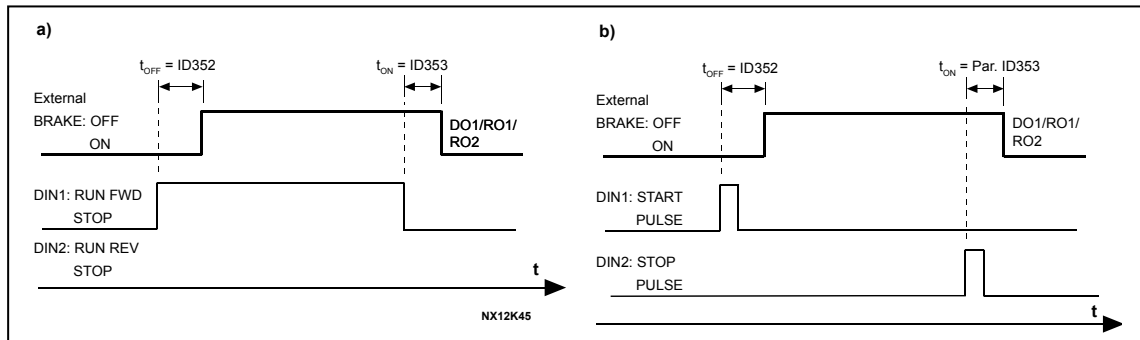 a)
t_OFF = ID352
t_ON = ID353
External
BRAKE: OFF
ON
DO1/RO1/
RO2
DIN1: RUN FWD
STOP
DIN2: RUN REV
STOP
t
NX12K45
b)
t_OFF = ID352
t_ON = Par. ID353
External
BRAKE: OFF
ON
DO1/RO1/
RO2
DIN1: START
PULSE
DIN2: STOP
PULSE
t